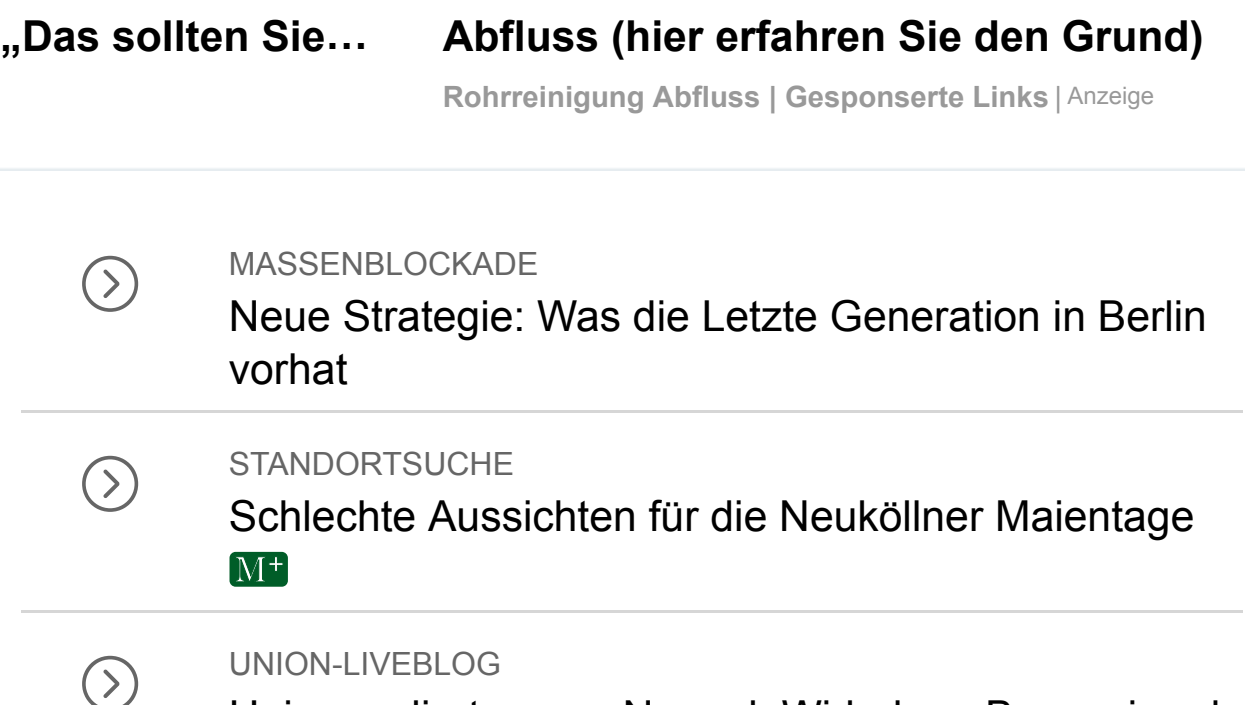 „Das sollten Sie…
Abfluss (hier erfahren Sie den Grund)
Rohrreinigung Abfluss | Gesponserte Links | Anzeige
MASSENBLOCKADE
Neue Strategie: Was die Letzte Generation in Berlin
vorhat
STANDORTSUCHE
Schlechte Aussichten für die Neuköllner Maientage
M+
UNION-LIVEBLOG